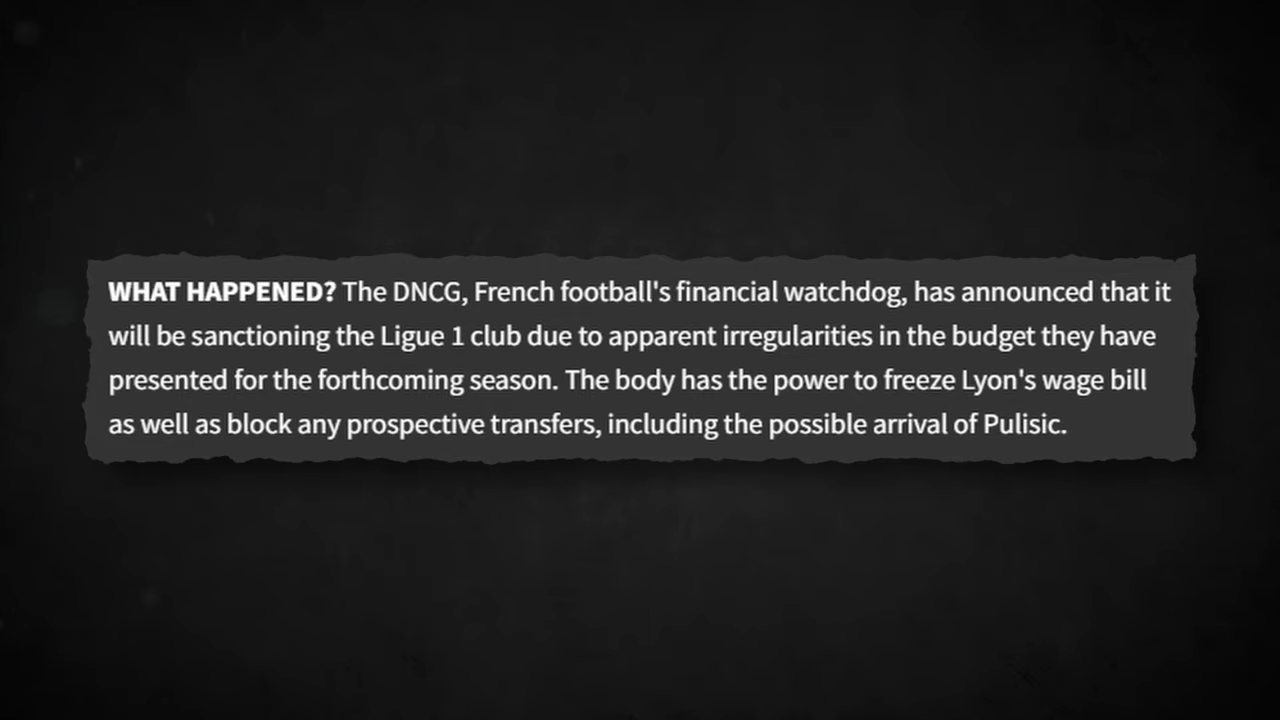 WHAT HAPPENED? The DNCG, French football's financial watchdog, has announced that it
will be sanctioning the Ligue 1 club due to apparent irregularities in the budget they have
presented for the forthcoming season. The body has the power to freeze Lyon's wage bill
as well as block any prospective transfers, including the possible arrival of Pulisic.